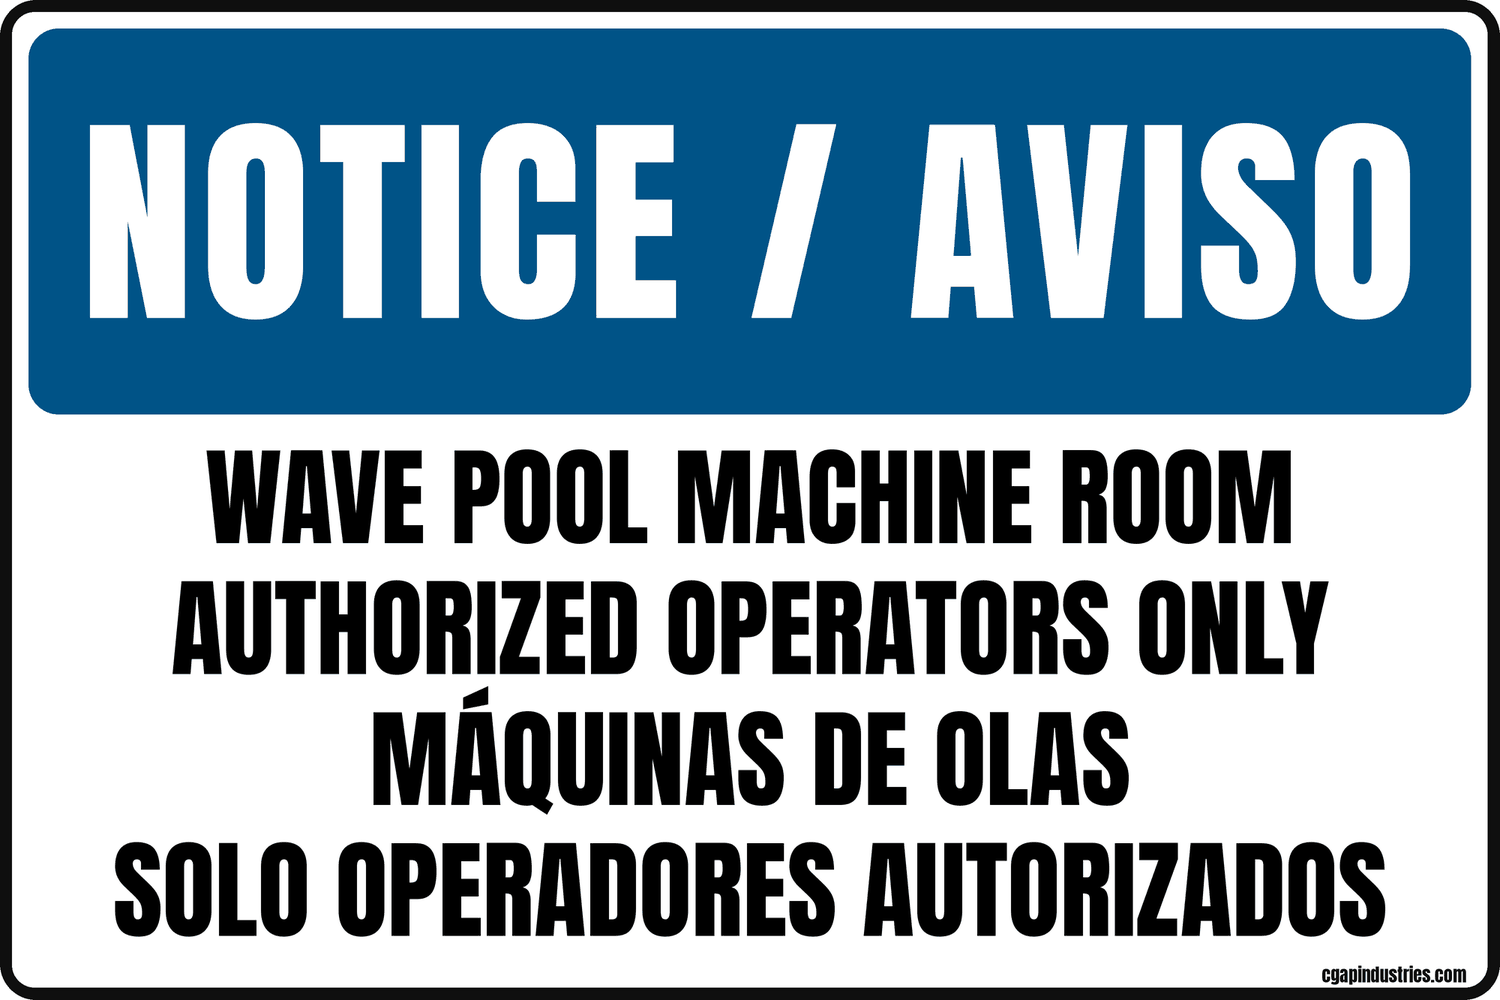 NOTICE / AVISO
WAVE POOL MACHINE ROOM
AUTHORIZED OPERATORS ONLY
MÁQUINAS DE OLAS
SOLO OPERADORES AUTORIZADOS
cgapindustries.com